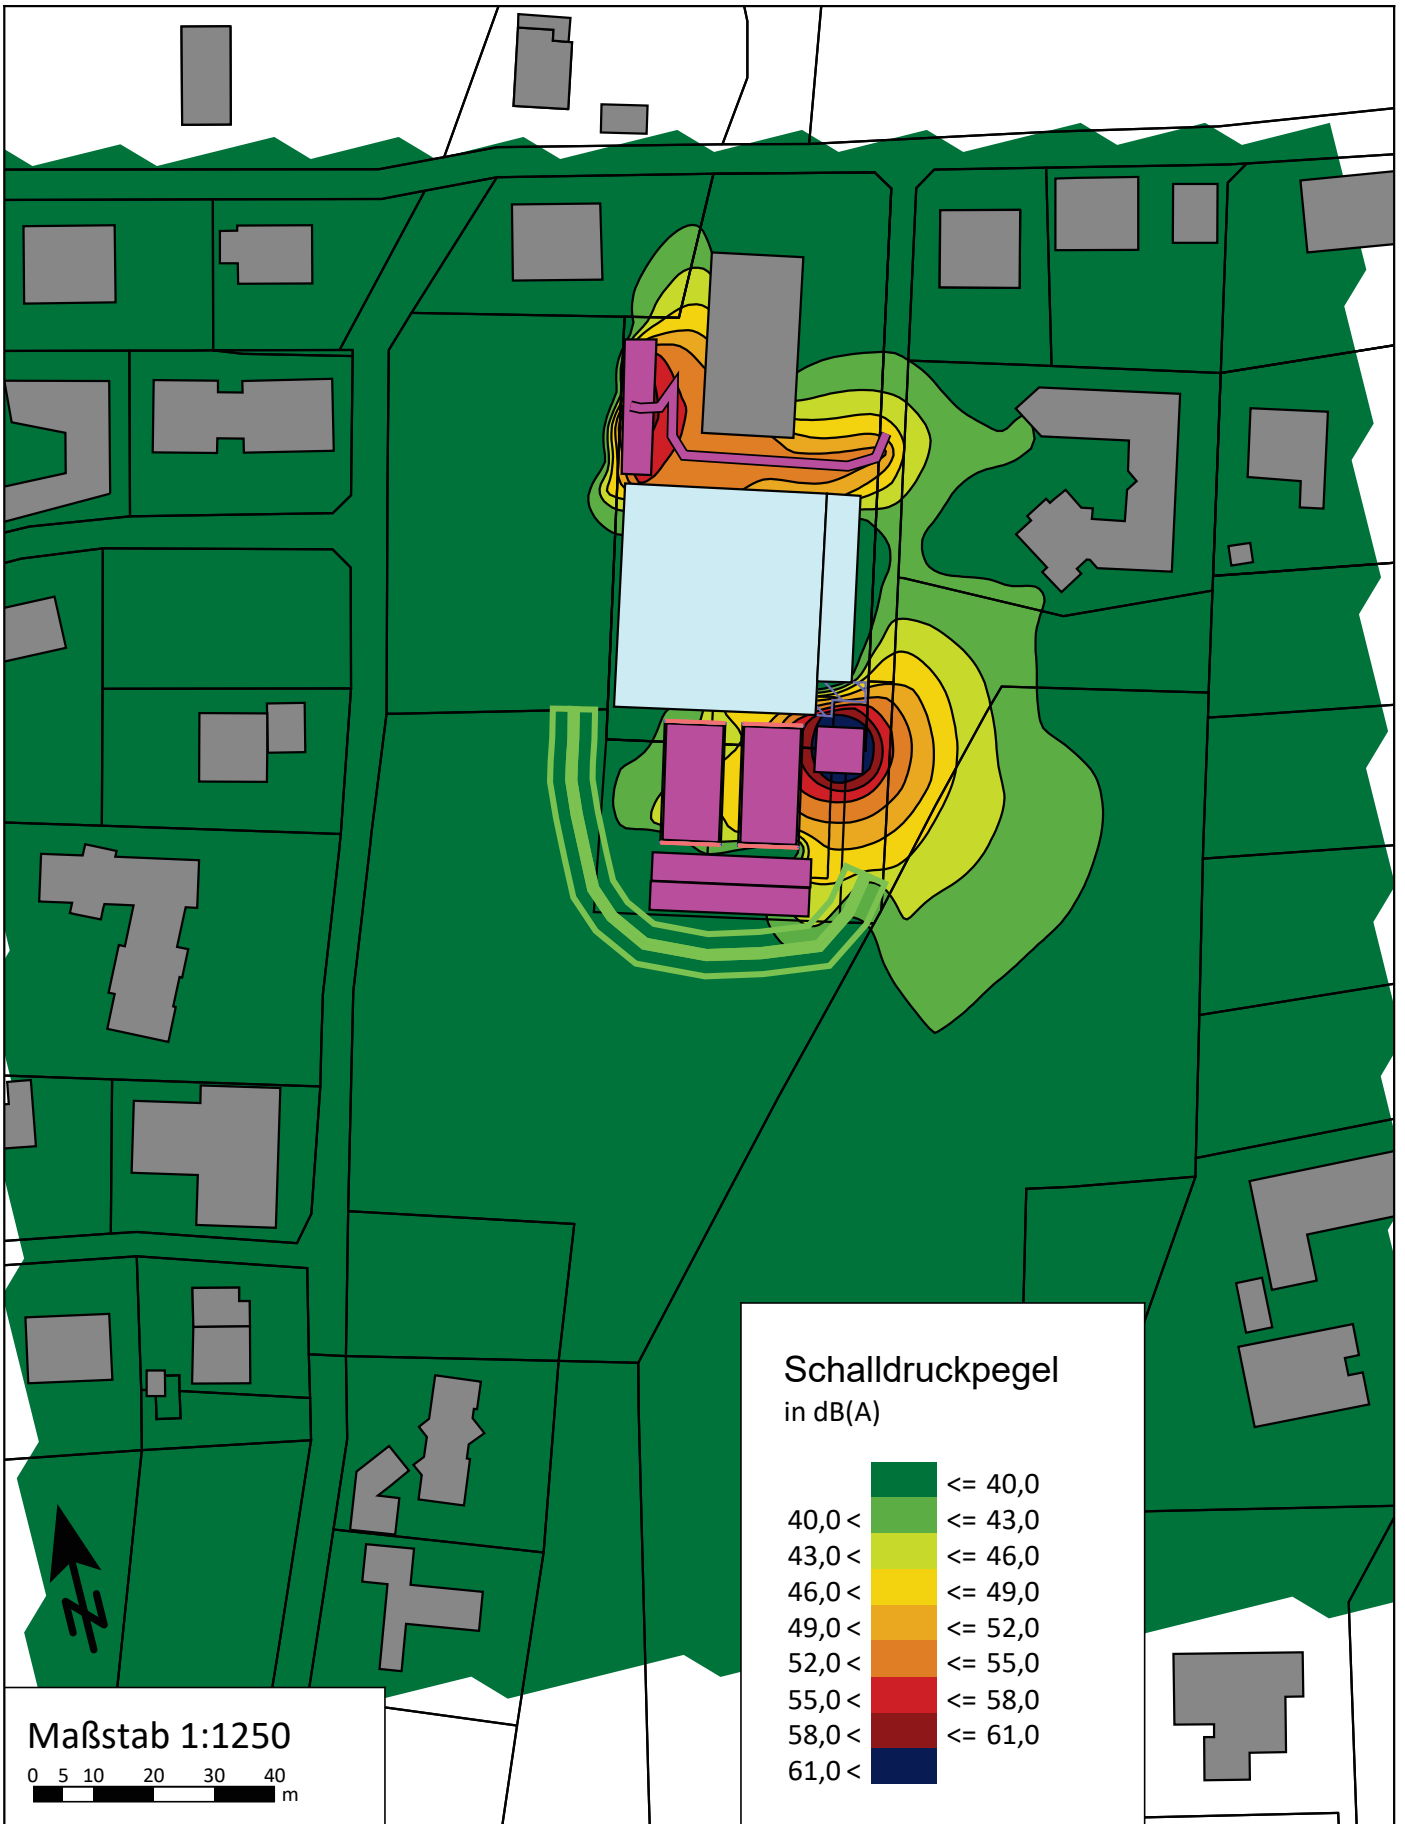 Schalldruckpegel
in dB(A)
<= 40,0
40,0 < <= 43,0
43,0 < <= 46,0
46,0 < <= 49,0
49,0 < <= 52,0
52,0 < <= 55,0
55,0 < <= 58,0
58,0 < <= 61,0
61,0 <
Maßstab 1:1250
0 5 10 20 30 40
m